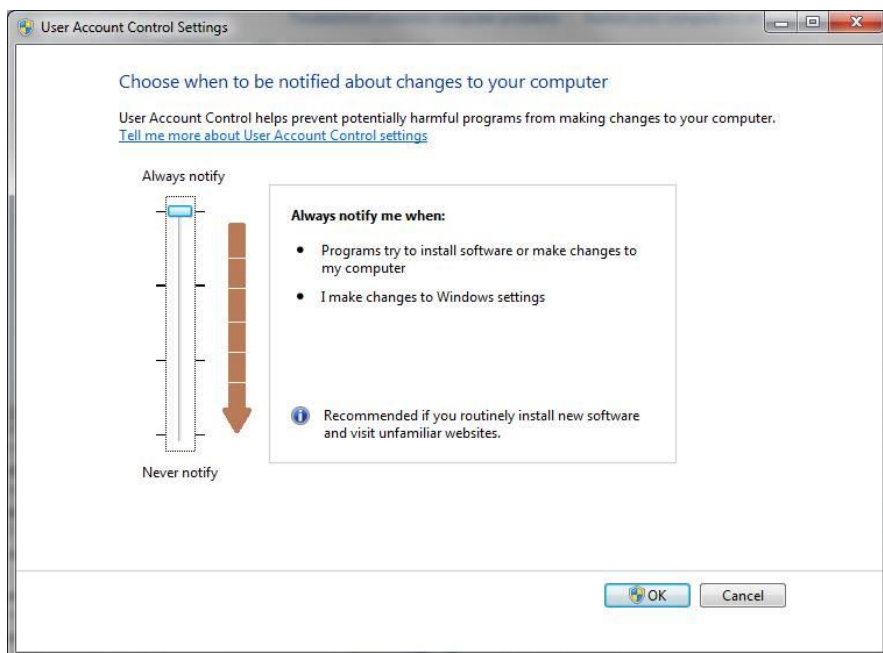 User Account Control Settings
Choose when to be notified about changes to your computer
User Account Control helps prevent potentially harmful programs from making changes to your computer.
Tell me more about User Account Control settings
Always notify
Always notify me when:
• Programs try to install software or make changes to
my computer
• I make changes to Windows settings
Recommended if you routinely install new software
and visit unfamiliar websites.
Never notify
OK
Cancel